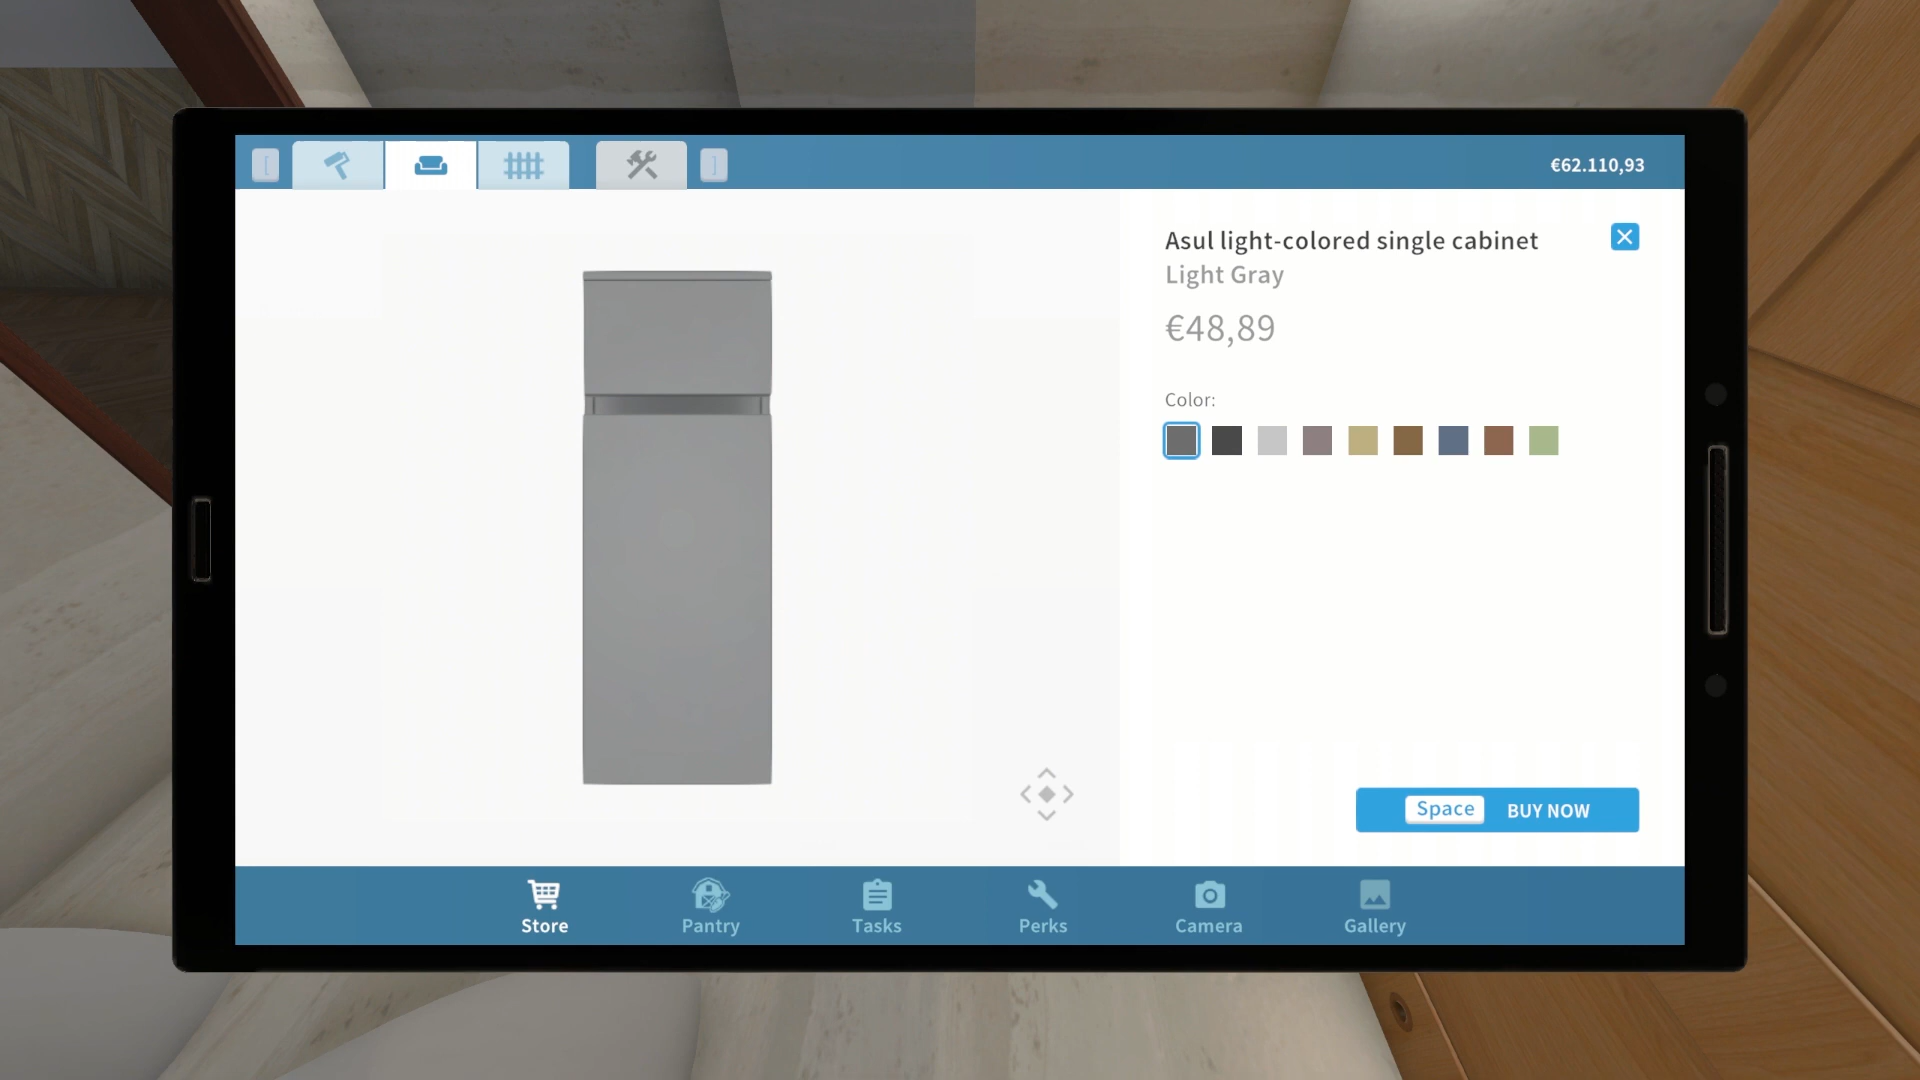 [
]
€62.110,93
Asul light-colored single cabinet
Light Gray
€48,89
Color:
Space BUY NOW
Store Pantry Tasks Perks Camera Gallery